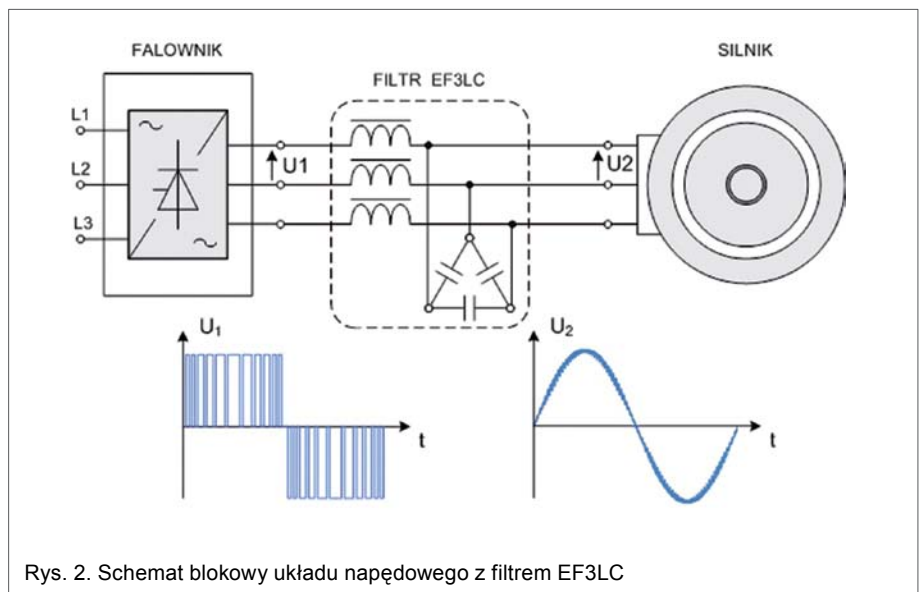 FALOWNIK
SILNIK
FILTR EF3LC
L1
L2
L3
U1
U2
U₁
t
U₂
t
Rys. 2. Schemat blokowy układu napędowego z filtrem EF3LC